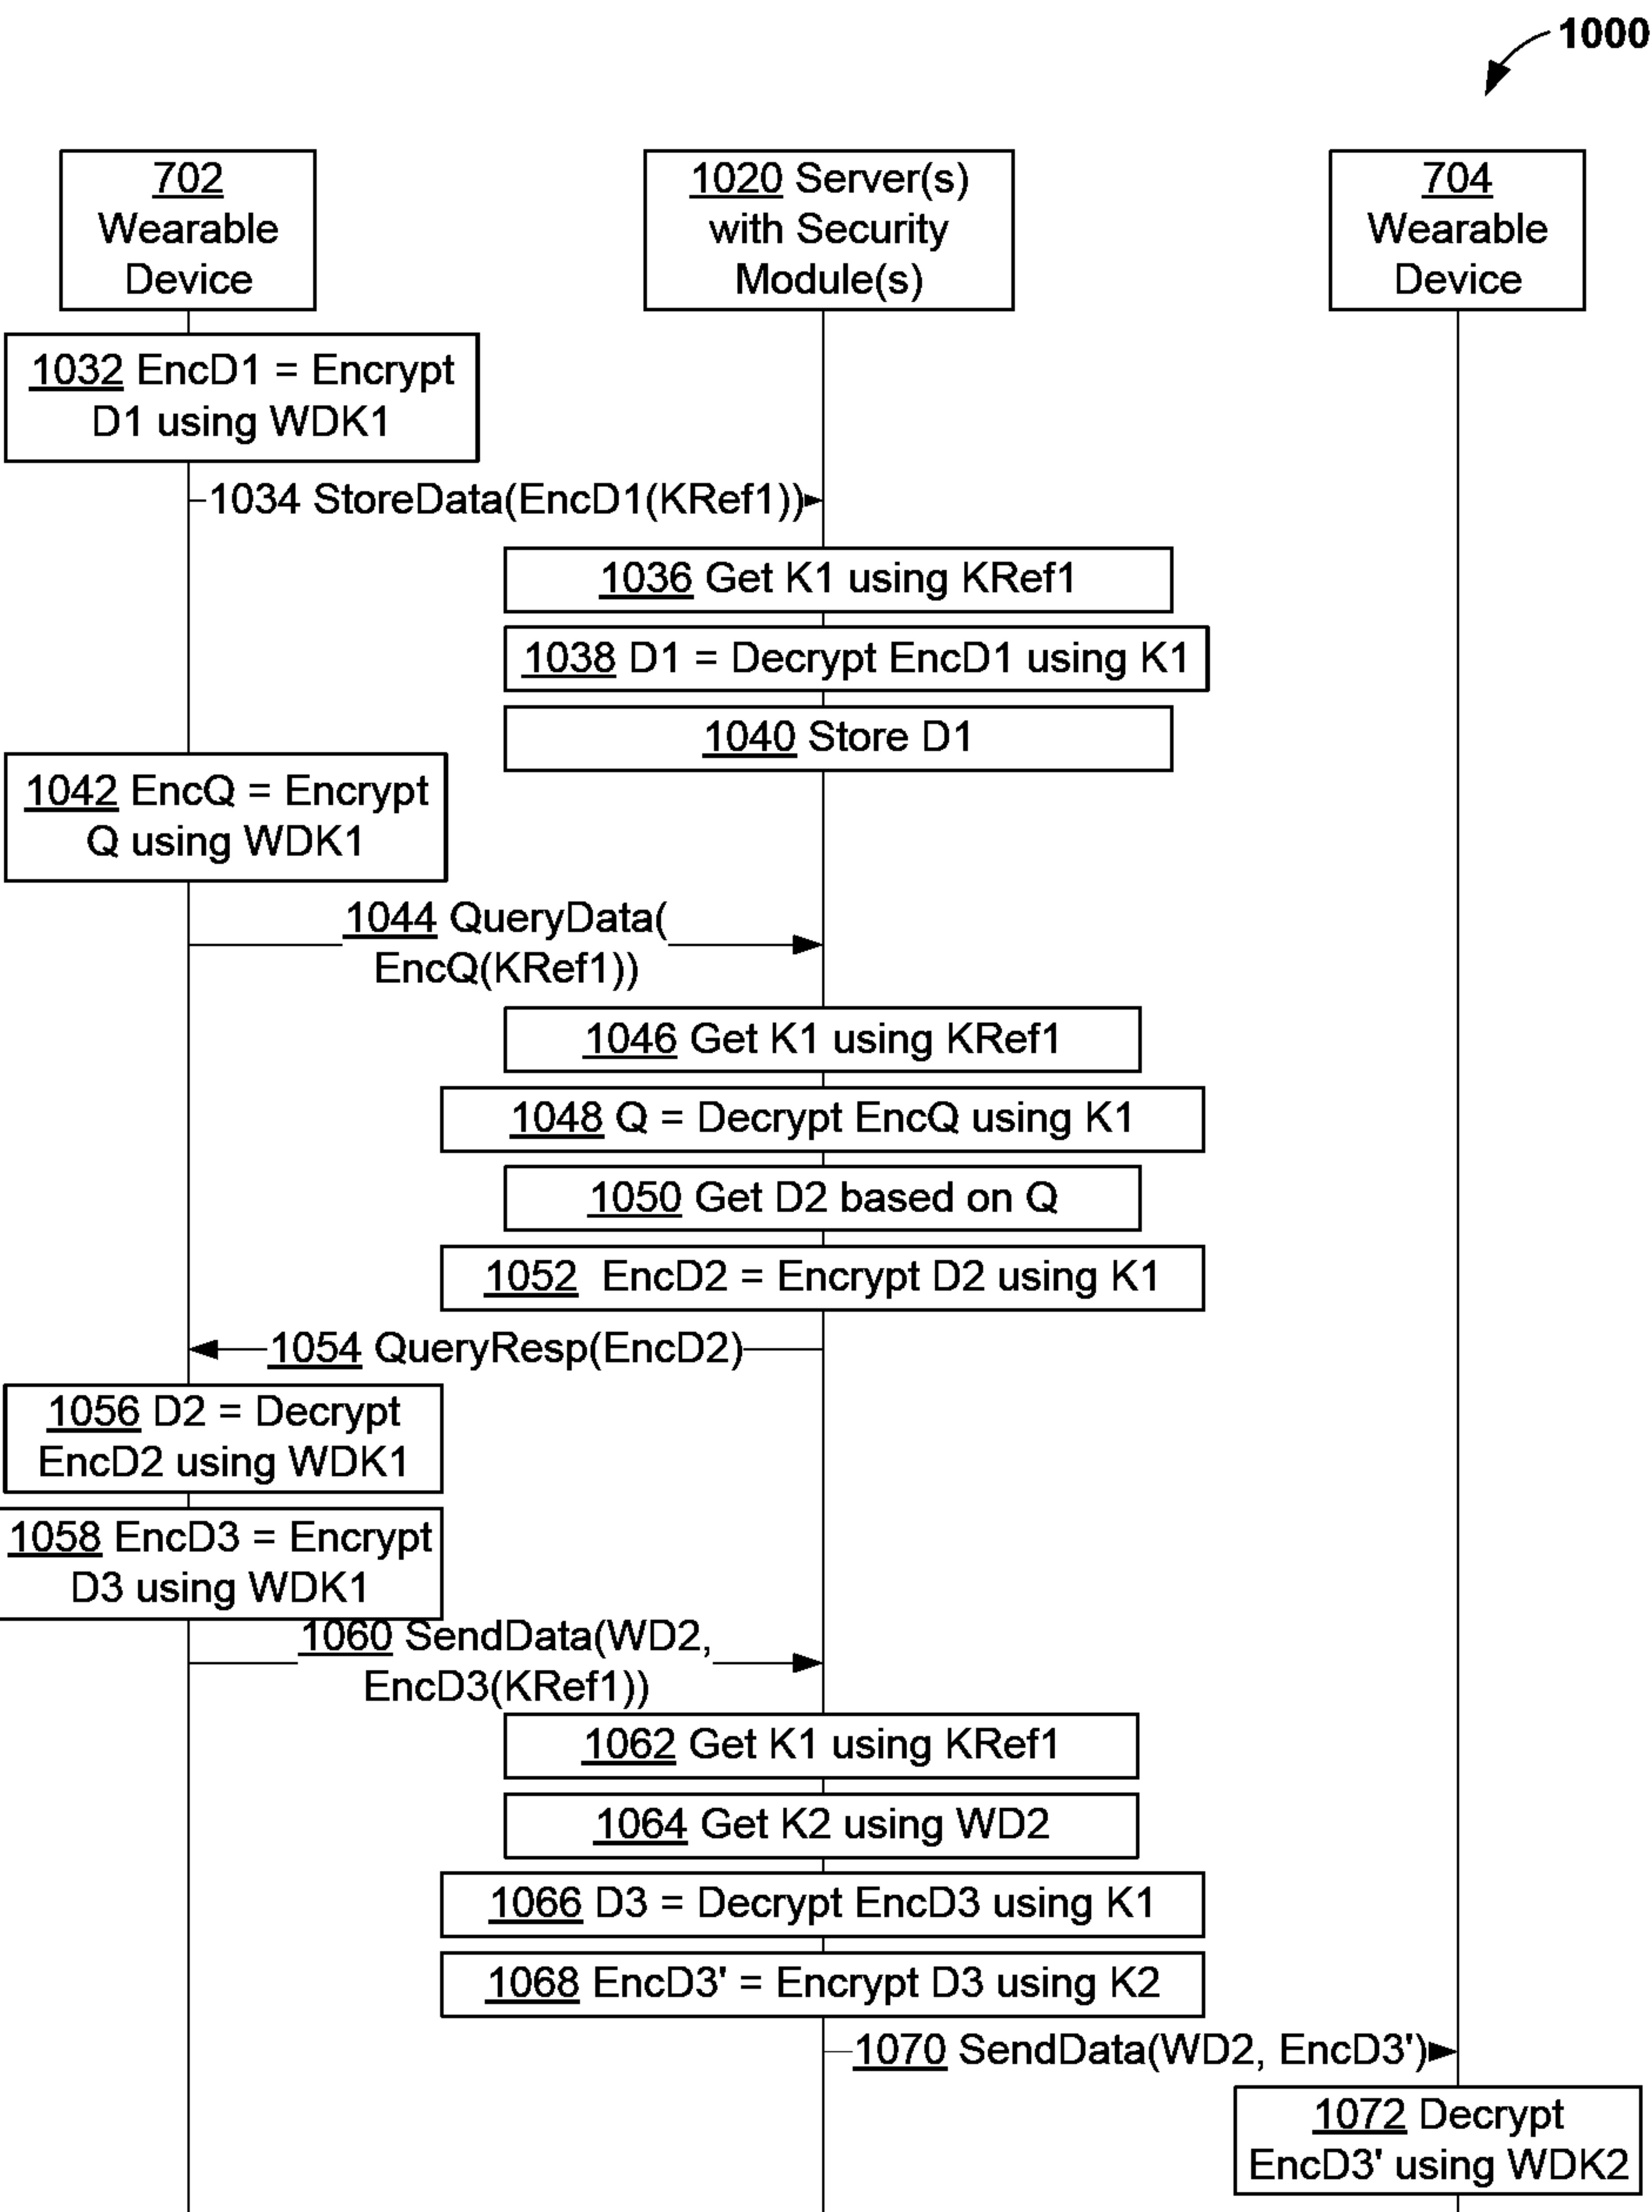 1000
702
Wearable
Device
1020 Server(s)
with Security
Module(s)
704
Wearable
Device
1032 EncD1 = Encrypt
D1 using WDK1
1034 StoreData(EncD1(KRef1))
1036 Get K1 using KRef1
1038 D1 = Decrypt EncD1 using K1
1040 Store D1
1042 EncQ = Encrypt
Q using WDK1
1044 QueryData(
EncQ(KRef1))
1046 Get K1 using KRef1
1048 Q = Decrypt EncQ using K1
1050 Get D2 based on Q
1052 EncD2 = Encrypt D2 using K1
1054 QueryResp(EncD2)
1056 D2 = Decrypt
EncD2 using WDK1
1058 EncD3 = Encrypt
D3 using WDK1
1060 SendData(WD2,
EncD3(KRef1))
1062 Get K1 using KRef1
1064 Get K2 using WD2
1066 D3 = Decrypt EncD3 using K1
1068 EncD3' = Encrypt D3 using K2
1070 SendData(WD2, EncD3')
1072 Decrypt
EncD3' using WDK2